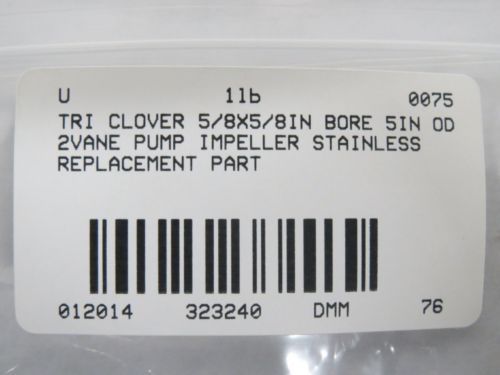 U 1lb 0075
TRI CLOVER 5/8X5/8IN BORE 5IN OD
2VANE PUMP IMPELLER STAINLESS
REPLACEMENT PART
012014 323240 DMM 76